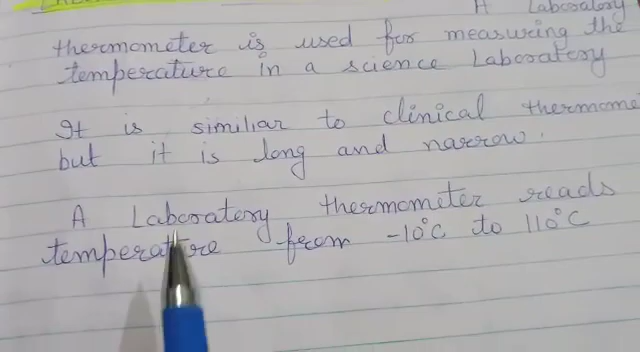 A Laboratory
thermometer is used for measuring the
temperature in a science Laboratory
It is similiar to clinical thermome
but it is long and narrow.
A Laboratory thermometer reads
temperature from -10°C to 110°C